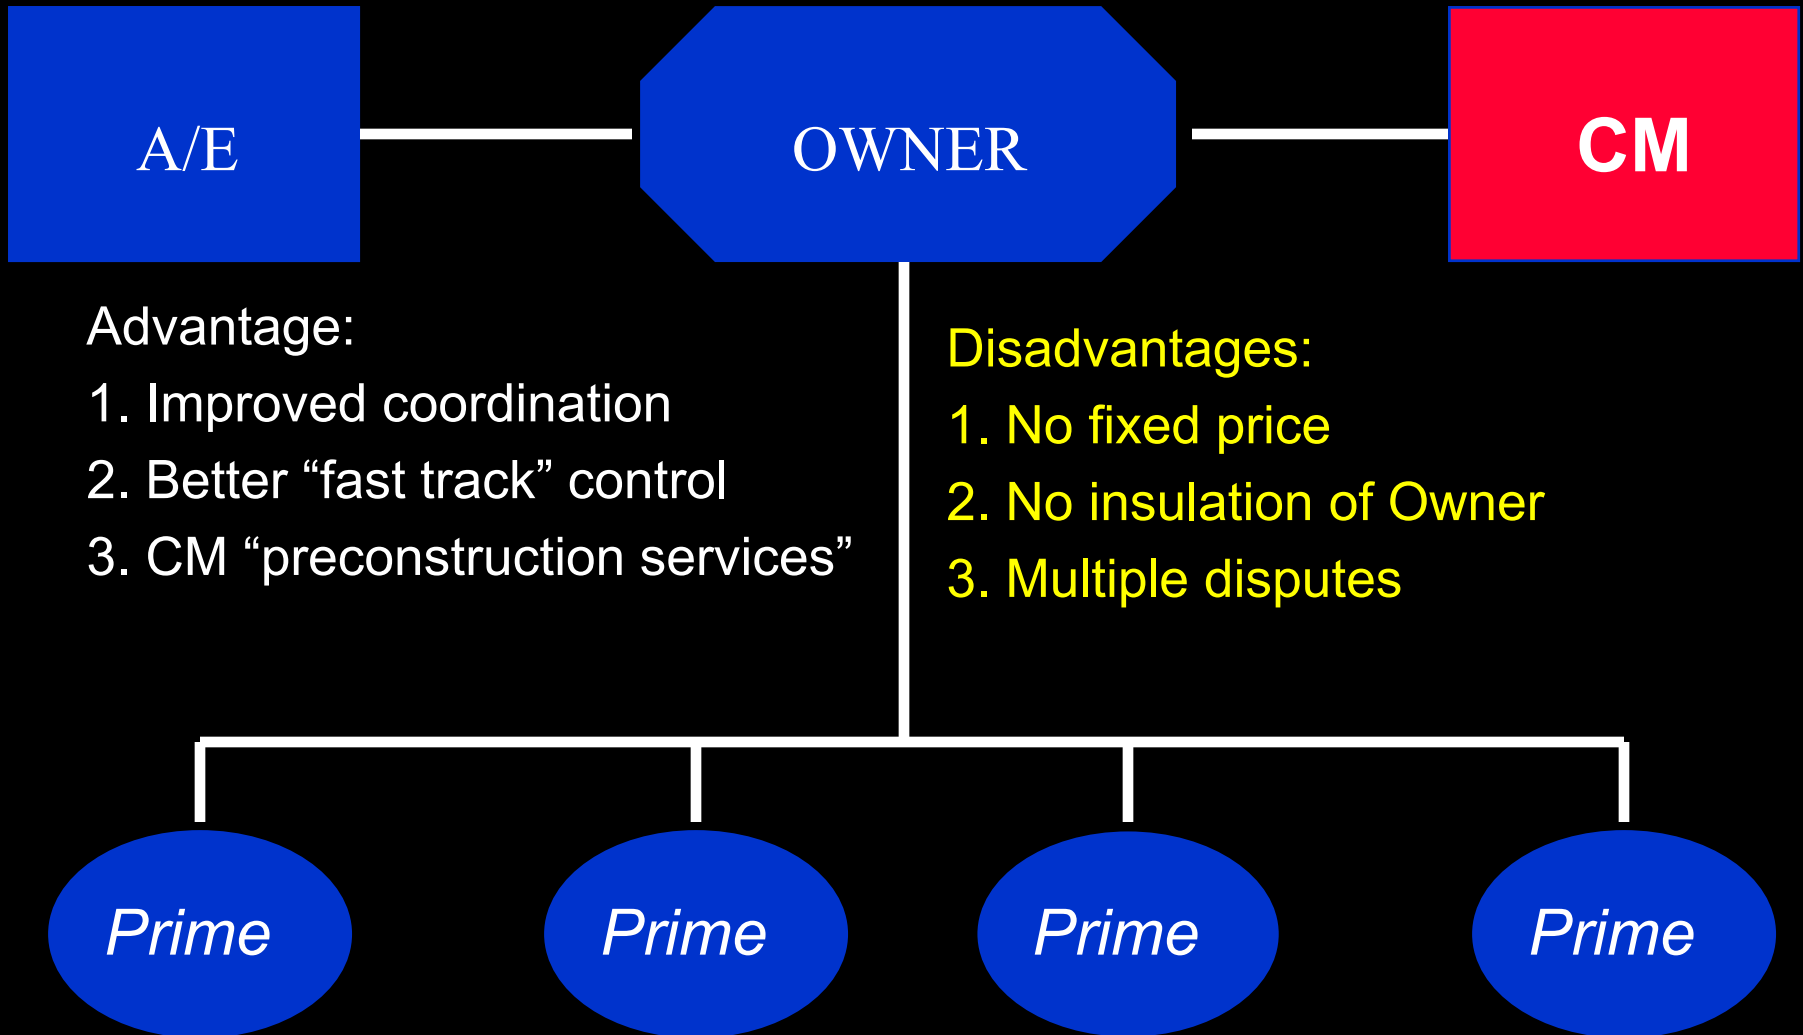 A/E
OWNER
CM
Advantage:
1. Improved coordination
2. Better “fast track” control
3. CM “preconstruction services”
Disadvantages:
1. No fixed price
2. No insulation of Owner
3. Multiple disputes
Prime
Prime
Prime
Prime